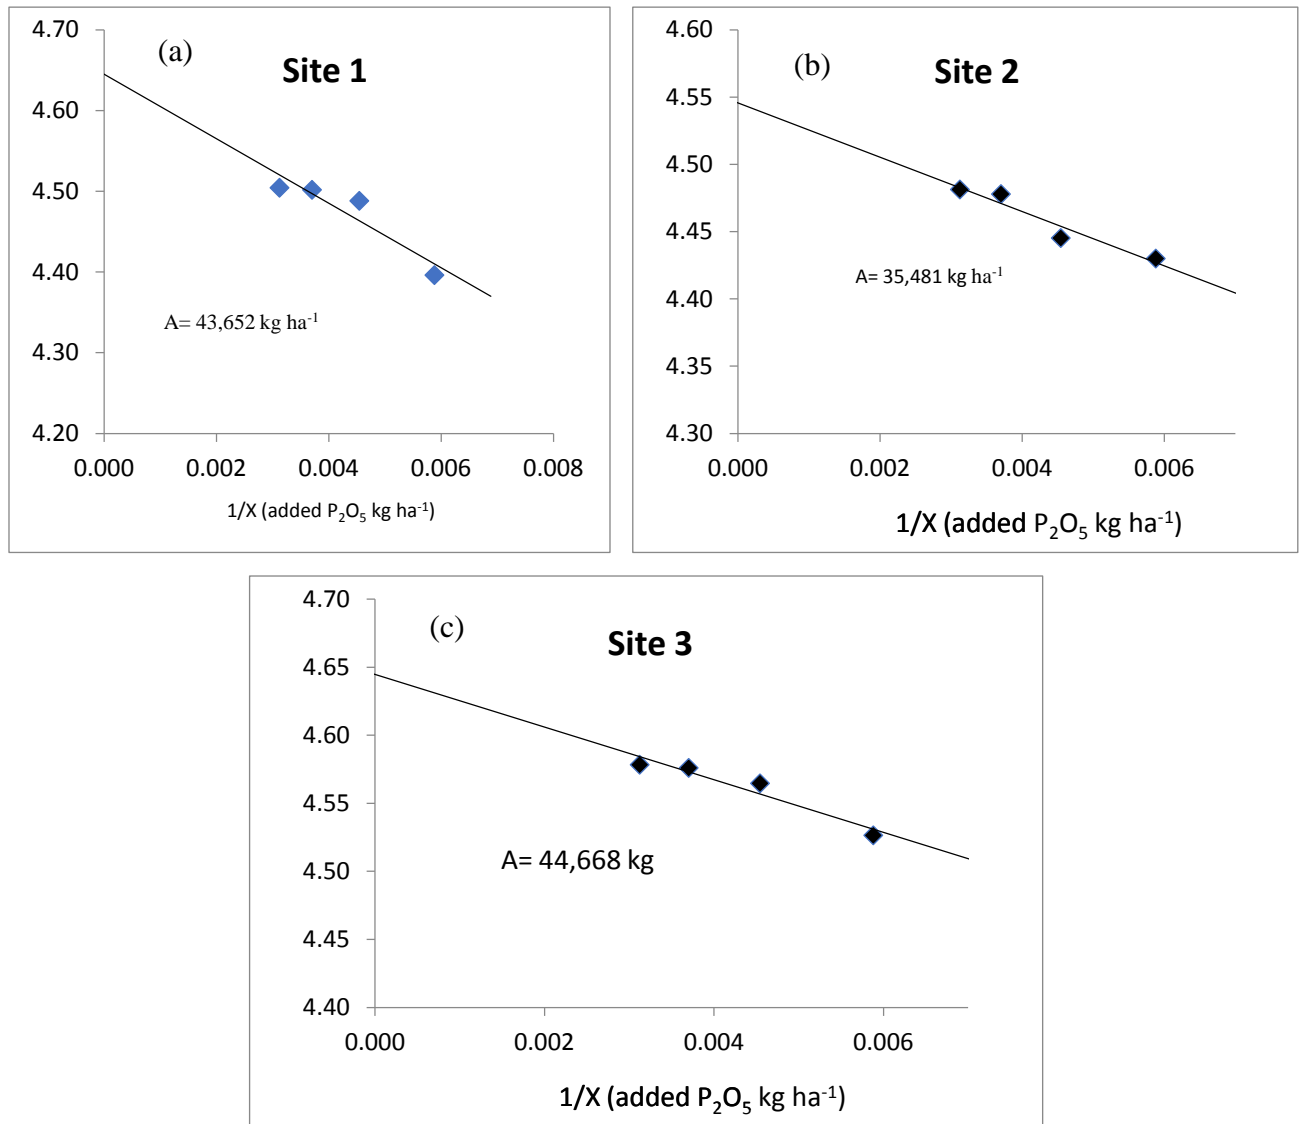 (a)
Site 1
4.70
4.60
4.50
4.40
4.30
4.20
A= 43,652 kg ha⁻¹
0.000 0.002 0.004 0.006 0.008
1/X (added P₂O₅ kg ha⁻¹)
(b)
Site 2
4.60
4.55
4.50
4.45
4.40
4.35
4.30
A= 35,481 kg ha⁻¹
0.000 0.002 0.004 0.006
1/X (added P₂O₅ kg ha⁻¹)
(c)
Site 3
4.70
4.65
4.60
4.55
4.50
4.45
4.40
A= 44,668 kg
0.000 0.002 0.004 0.006
1/X (added P₂O₅ kg ha⁻¹)